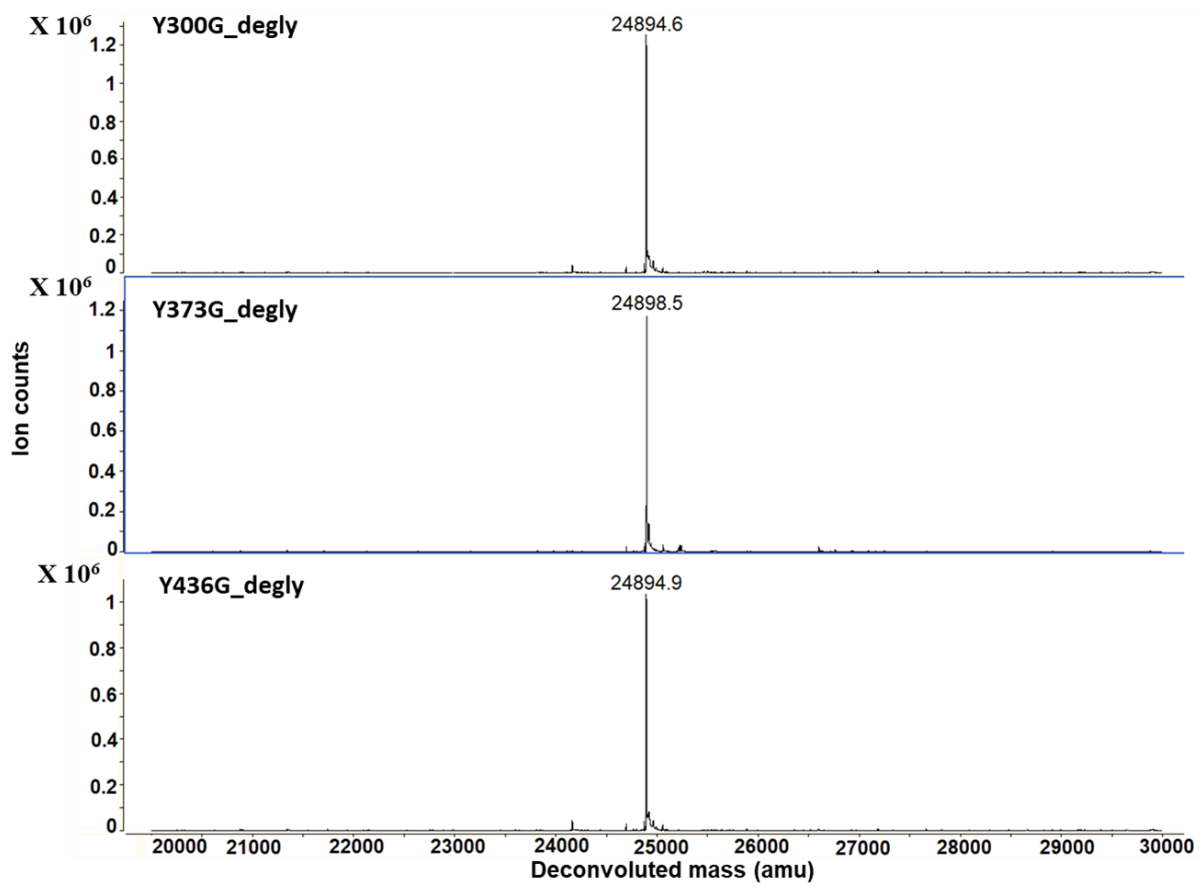 X 10⁶
Y300G_degly
24894.6
1.2
1
0.8
0.6
0.4
0.2
0
X 10⁶
Y373G_degly
24898.5
1.2
1
0.8
0.6
0.4
0.2
0
Ion counts
X 10⁶
Y436G_degly
24894.9
1
0.8
0.6
0.4
0.2
0
20000 21000 22000 23000 24000 25000 26000 27000 28000 29000 30000
Deconvoluted mass (amu)